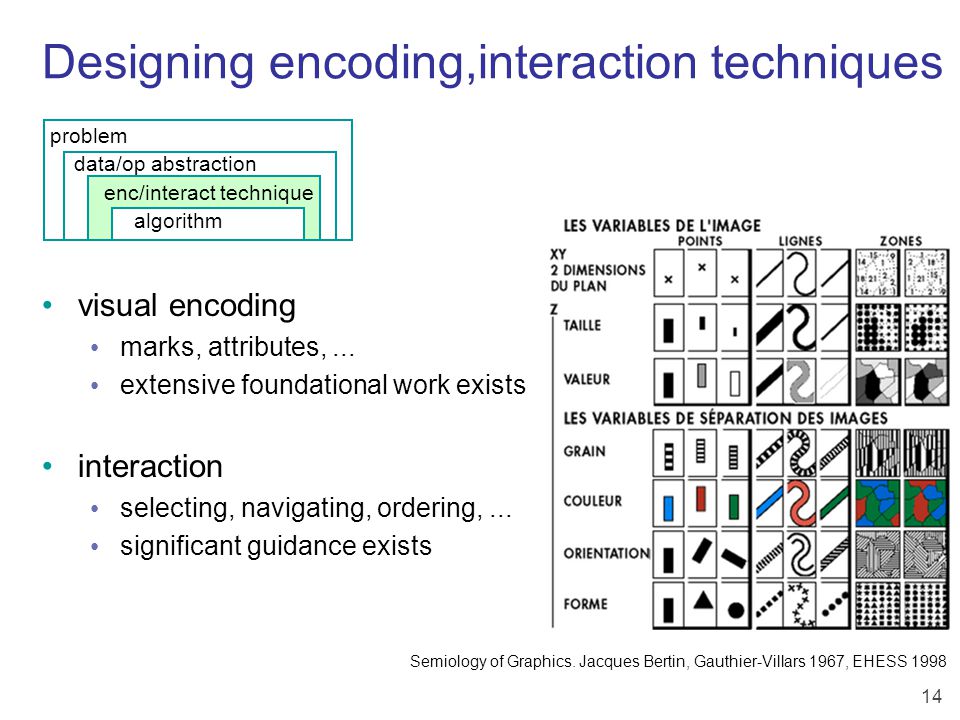 Designing encoding,interaction techniques
problem
data/op abstraction
enc/interact technique
algorithm
• visual encoding
• marks, attributes, ...
• extensive foundational work exists
• interaction
• selecting, navigating, ordering, ...
• significant guidance exists
LES VARIABLES DE L'IMAGE
POINTS LIGNES ZONES
XY
2 DIMENSIONS
DU PLAN
Z
TAILLE
VALEUR
LES VARIABLES DE SÉPARATION DES IMAGES
GRAIN
COULEUR
ORIENTATION
FORME
Semiology of Graphics. Jacques Bertin, Gauthier-Villars 1967, EHESS 1998
14